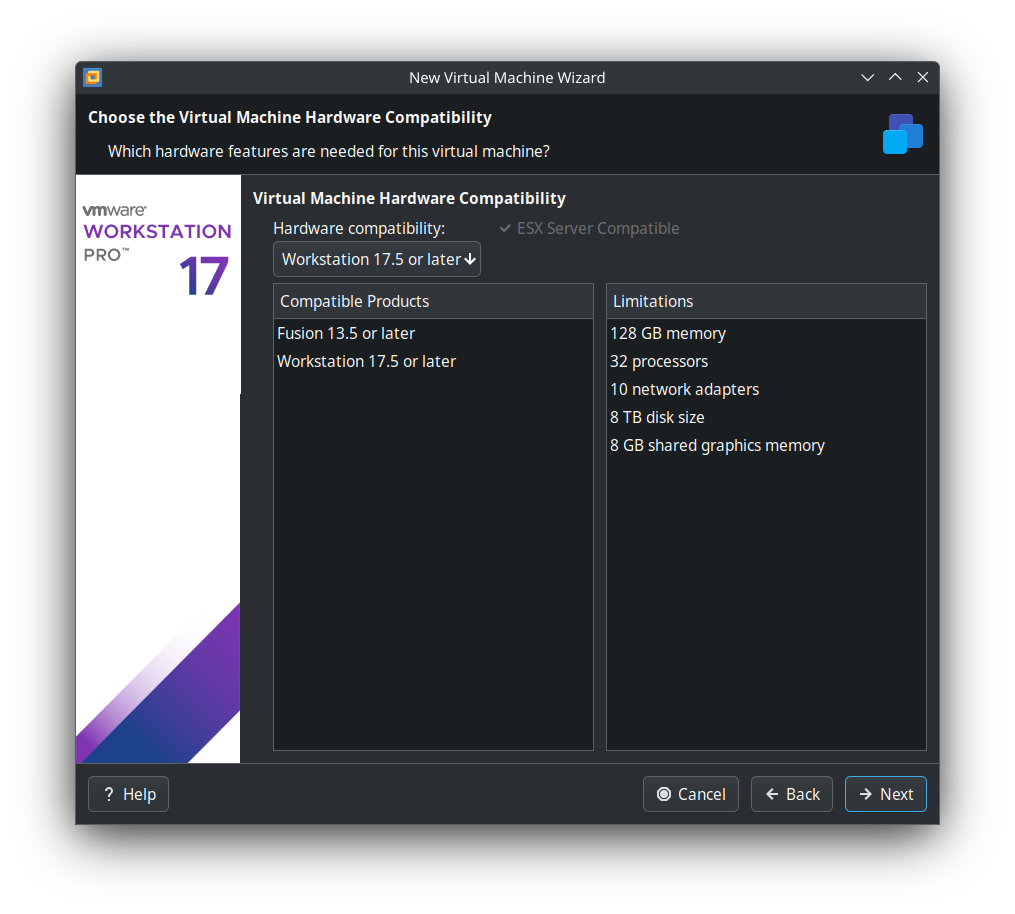 New Virtual Machine Wizard
Choose the Virtual Machine Hardware Compatibility
Which hardware features are needed for this virtual machine?
vmware®
WORKSTATION
PRO™
17
Virtual Machine Hardware Compatibility
Hardware compatibility:
ESX Server Compatible
Workstation 17.5 or later
Compatible Products
Fusion 13.5 or later
Workstation 17.5 or later
Limitations
128 GB memory
32 processors
10 network adapters
8 TB disk size
8 GB shared graphics memory
? Help
Cancel
Back
Next